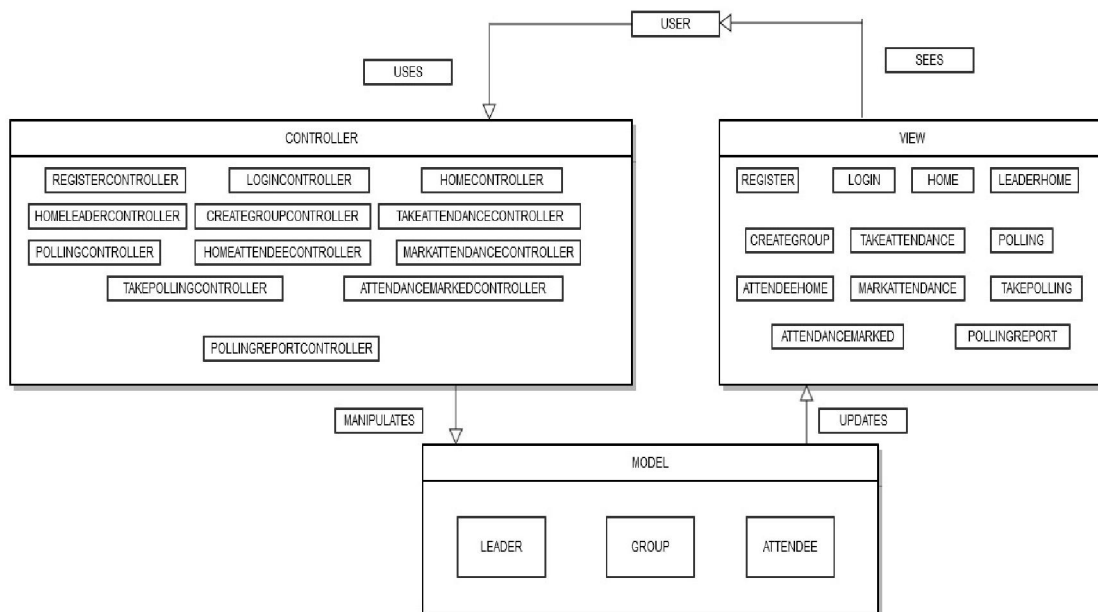 USER
USES
SEES
CONTROLLER
REGISTERCONTROLLER LOGINCONTROLLER HOMECONTROLLER
HOMELEADERCONTROLLER CREATEGROUPCONTROLLER TAKEATTENDANCECONTROLLER
POLLINGCONTROLLER HOMEATTENDEECONTROLLER MARKATTENDANCECONTROLLER
TAKEPOLLINGCONTROLLER ATTENDANCEMARKEDCONTROLLER
POLLINGREPORTCONTROLLER
VIEW
REGISTER LOGIN HOME LEADERHOME
CREATEGROUP TAKEATTENDANCE POLLING
ATTENDEEHOME MARKATTENDANCE TAKEPOLLING
ATTENDANCEMARKED POLLINGREPORT
MANIPULATES
UPDATES
MODEL
LEADER GROUP ATTENDEE